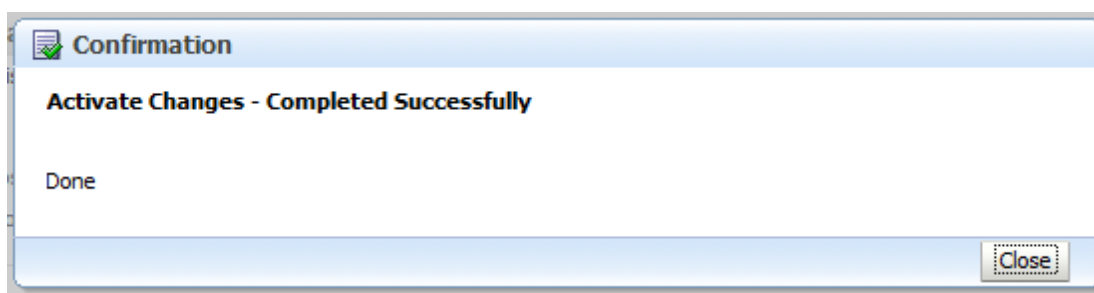 Confirmation
Activate Changes - Completed Successfully
Done
Close